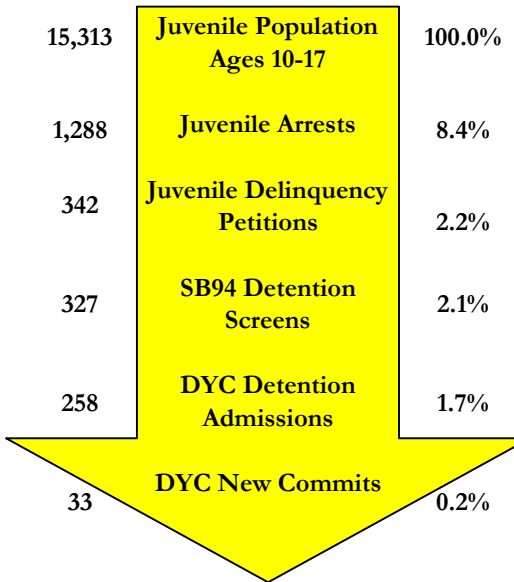 15,313 Juvenile Population Ages 10-17 100.0%
1,288 Juvenile Arrests 8.4%
342 Juvenile Delinquency Petitions 2.2%
327 SB94 Detention Screens 2.1%
258 DYC Detention Admissions 1.7%
33 DYC New Commits 0.2%